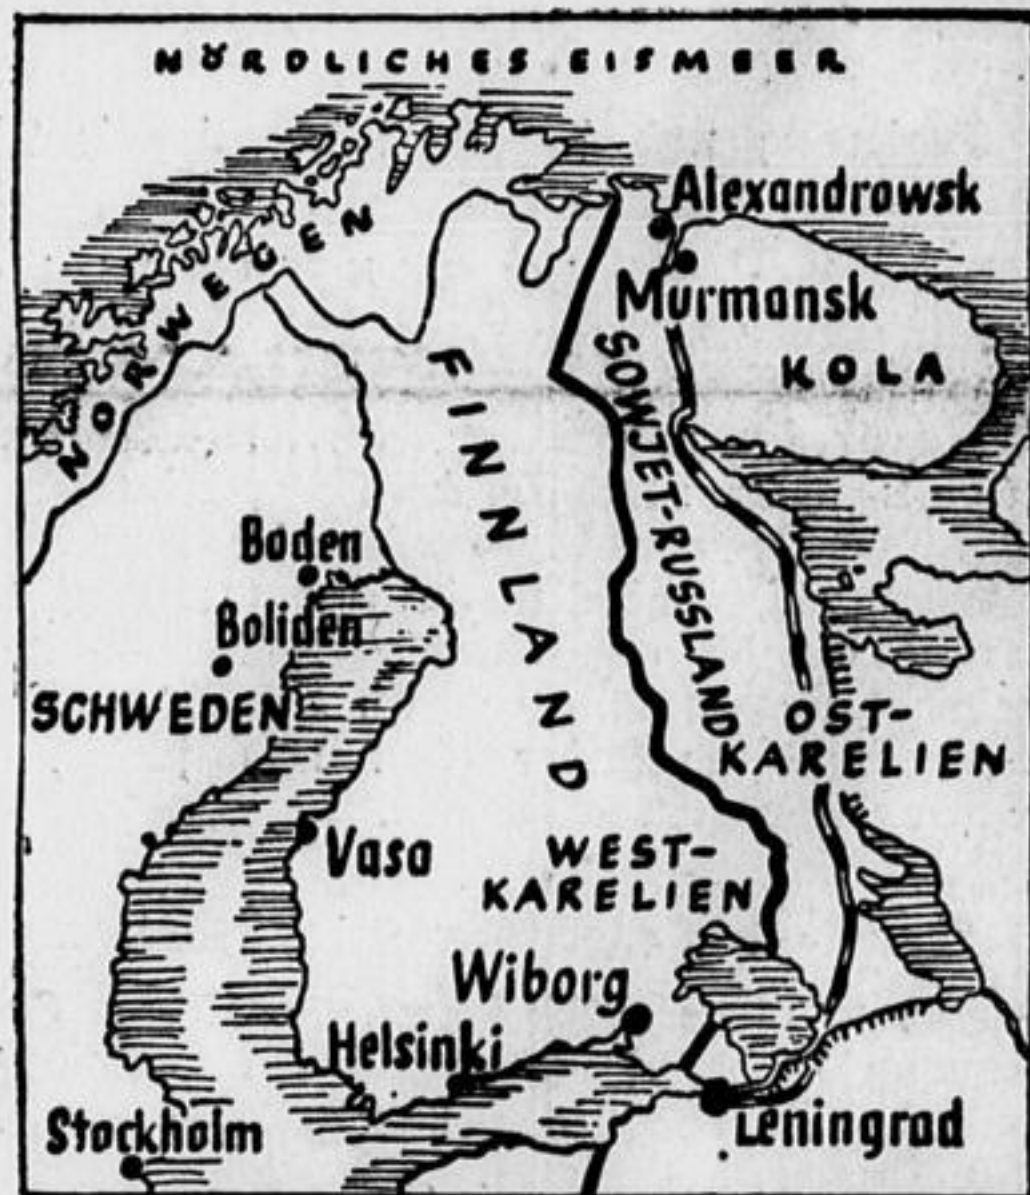 NÖRDLICHES EISMEER
NORWEGEN
Alexandrowsk
Murmansk
KOLA
FINNLAND
SOWJET-RUSSLAND
Boden
Boliden
SCHWEDEN
OST-
KARELIEN
Vasa
WEST-
KARELIEN
Wiborg
Helsinki
Stockholm
Leningrad